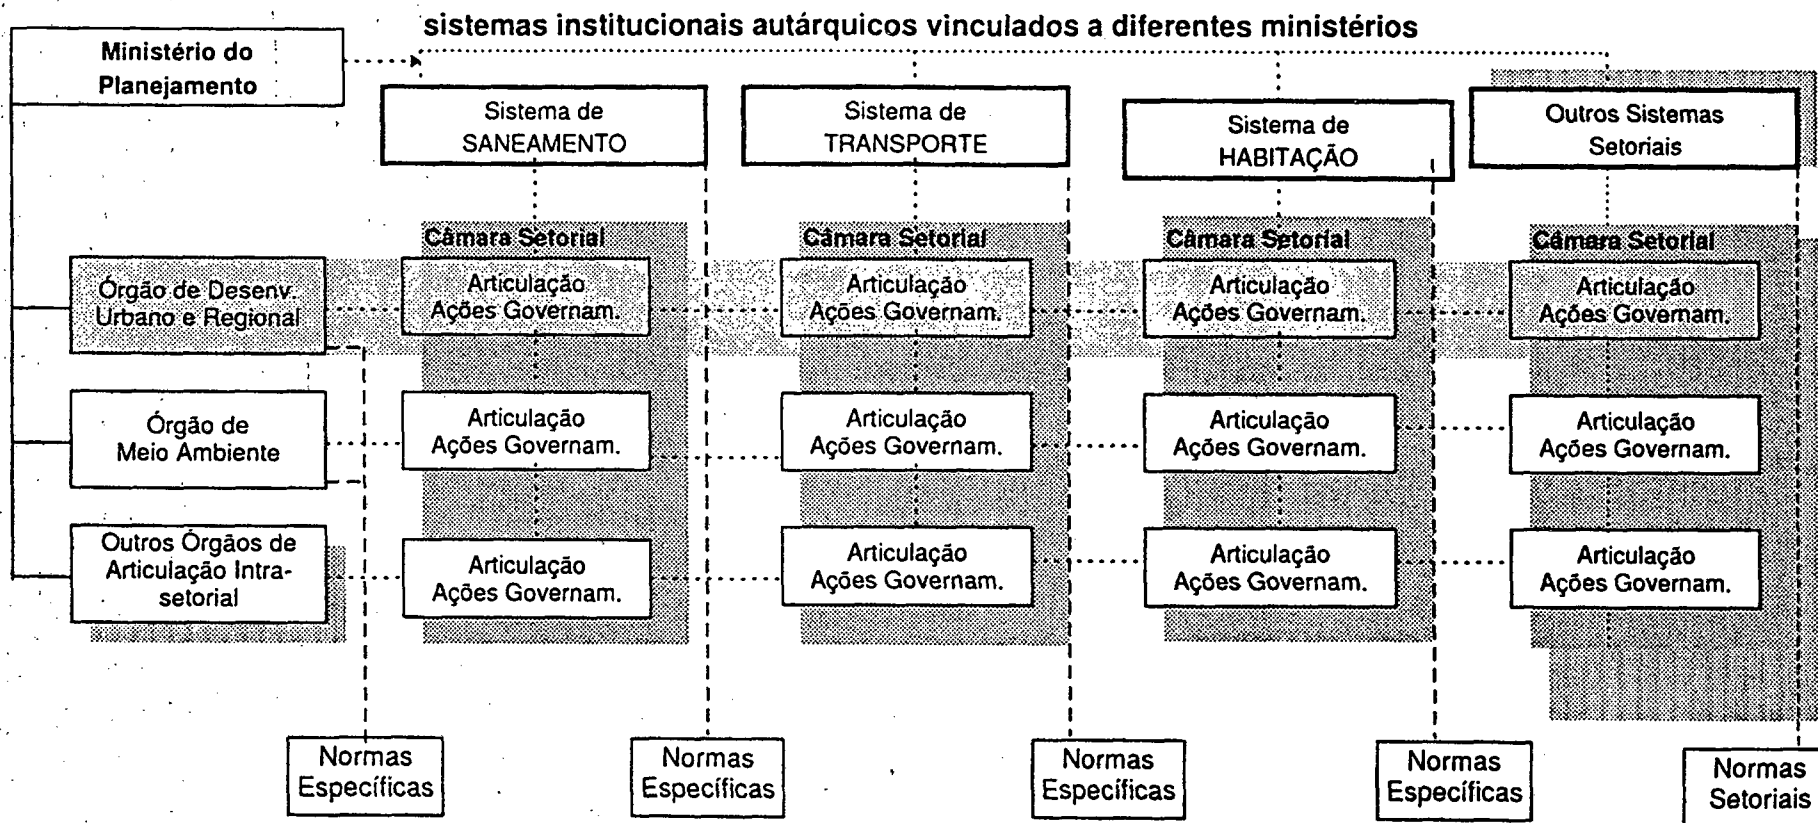 sistemas institucionais autárquicos vinculados a diferentes ministérios
Ministério do
Planejamento
Sistema de
SANEAMENTO
Sistema de
TRANSPORTE
Sistema de
HABITAÇÃO
Outros Sistemas
Setoriais
Câmara Setorial
Câmara Setorial
Câmara Setorial
Câmara Setorial
Órgão de Desenv.
Urbano e Regional
Articulação
Ações Governam.
Articulação
Ações Governam.
Articulação
Ações Governam.
Articulação
Ações Governam.
Órgão de
Meio Ambiente
Articulação
Ações Governam.
Articulação
Ações Governam.
Articulação
Ações Governam.
Articulação
Ações Governam.
Outros Órgãos de
Articulação Intra-
setorial
Articulação
Ações Governam.
Articulação
Ações Governam.
Articulação
Ações Governam.
Articulação
Ações Governam.
Normas
Específicas
Normas
Específicas
Normas
Específicas
Normas
Específicas
Normas
Setoriais